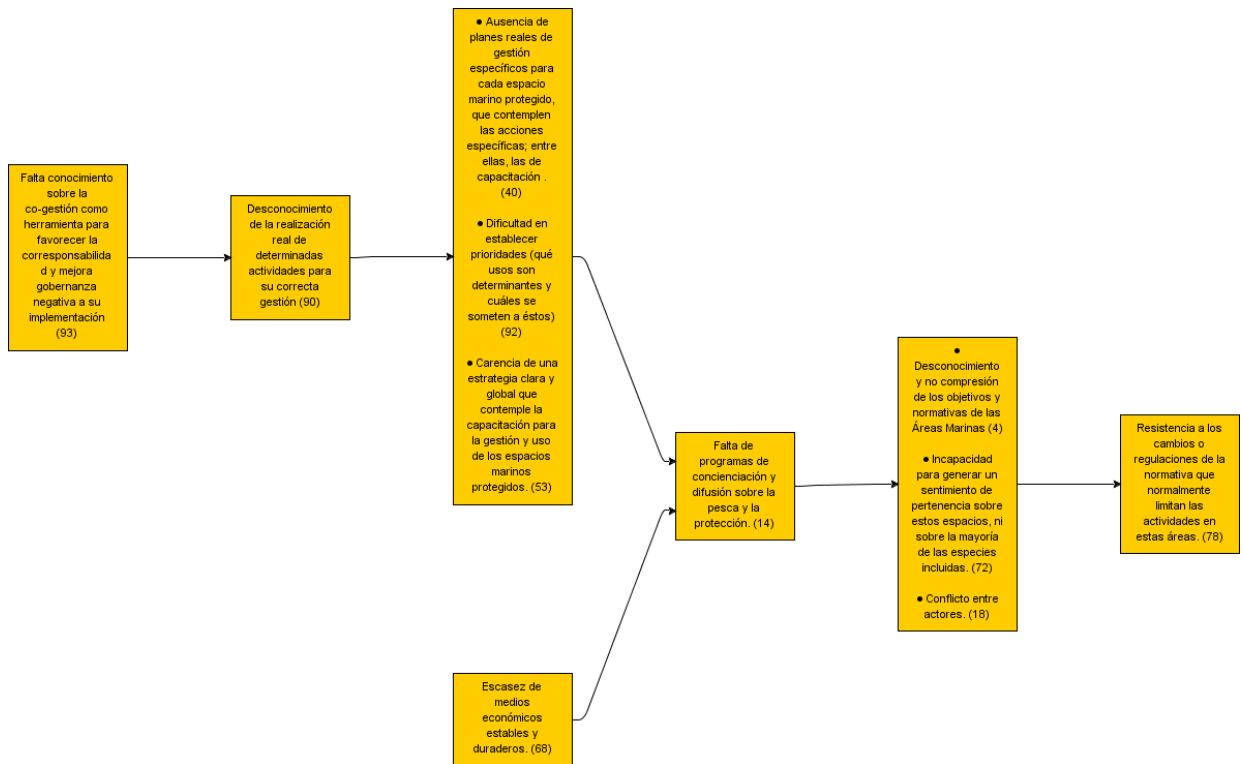 Falta conocimiento
sobre la
co-gestión como
herramienta para
favorecer la
corresponsabilida
d y mejora
gobernanza
negativa a su
implementación
(93)
Desconocimiento
de la realización
real de
determinadas
actividades para
su correcta
gestión (90)
● Ausencia de
planes reales de
gestión
específicos para
cada espacio
marino protegido,
que contemplen
las acciones
específicas; entre
ellas, las de
capacitación .
(40)
● Dificultad en
establecer
prioridades (qué
usos son
determinantes y
cuáles se
someten a éstos)
(92)
● Carencia de una
estrategia clara y
global que
contemple la
capacitación para
la gestión y uso
de los espacios
marinos
protegidos. (53)
Escasez de
medios
económicos
estables y
duraderos. (68)
Falta de
programas de
concienciación y
difusión sobre la
pesca y la
protección. (14)
●
Desconocimiento
y no compresión
de los objetivos y
normativas de las
Áreas Marinas (4)
● Incapacidad
para generar un
sentimiento de
pertenencia sobre
estos espacios, ni
sobre la mayoría
de las especies
incluidas. (72)
● Conflicto entre
actores. (18)
Resistencia a los
cambios o
regulaciones de la
normativa que
normalmente
limitan las
actividades en
estas áreas. (78)